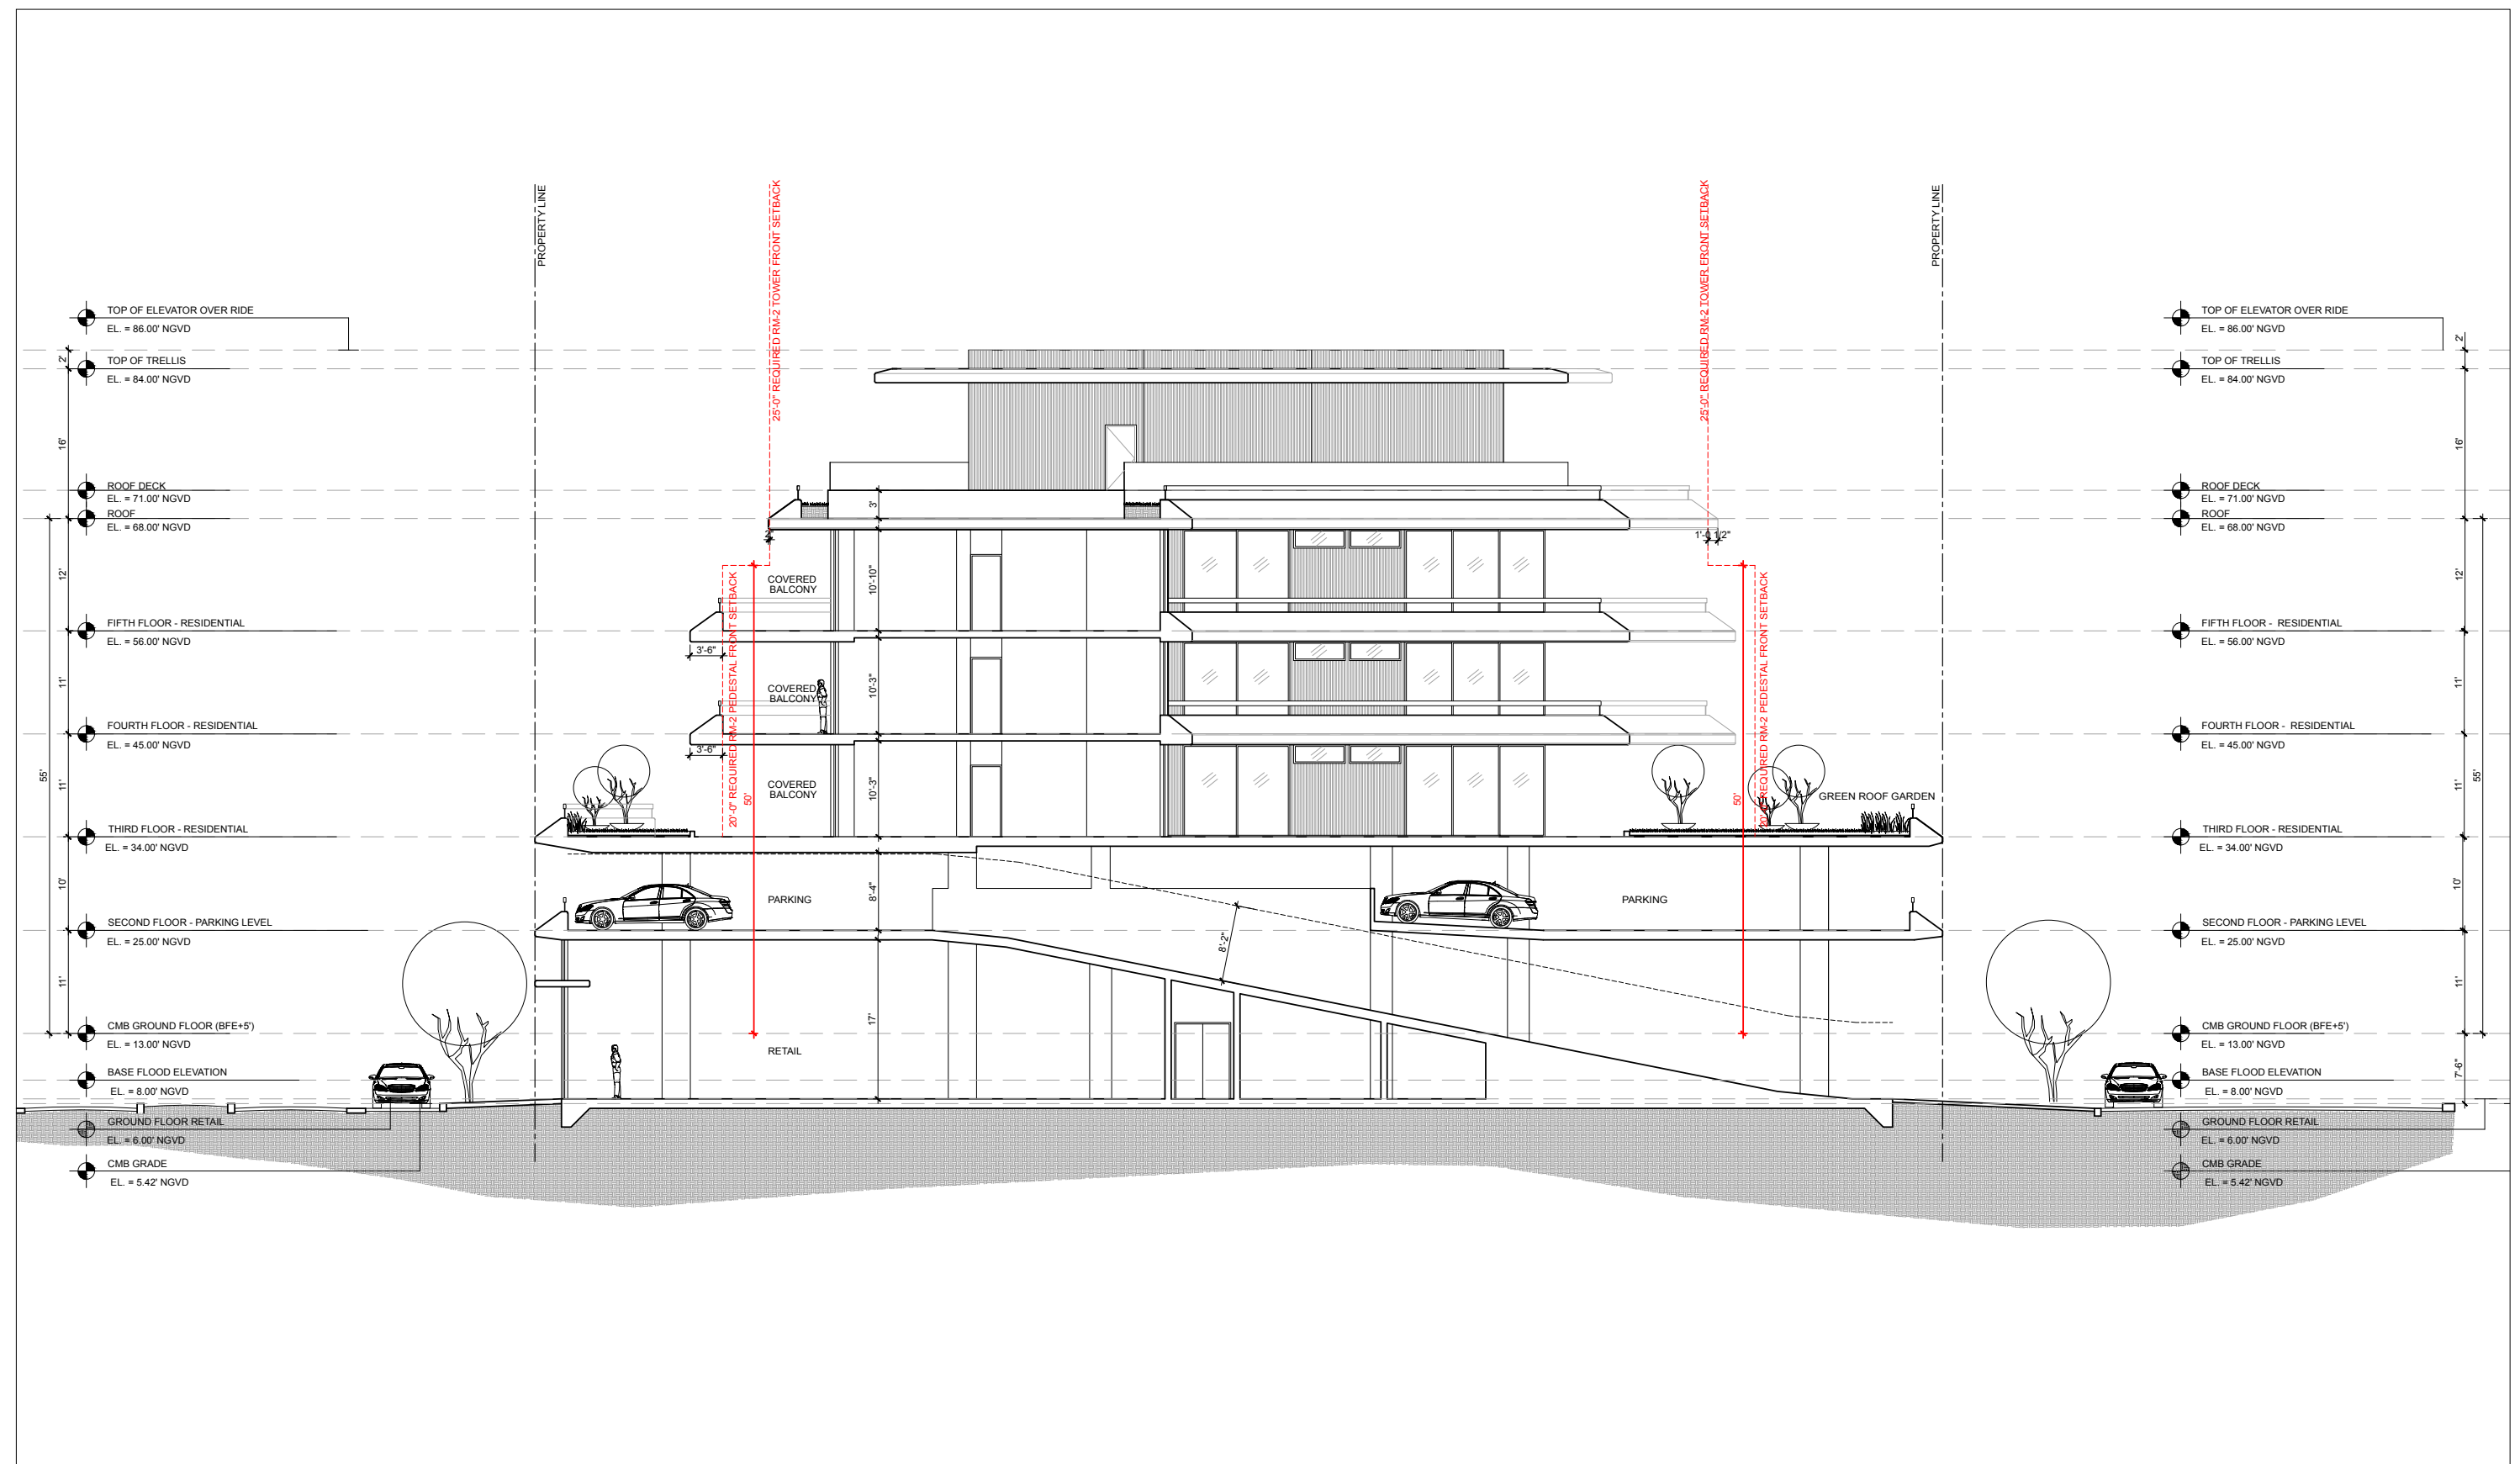 PROPERTY LINE
25'-0" REQUIRED RM-2 TOWER FRONT SETBACK
25'-0" REQUIRED RM-2 TOWER FRONT SETBACK
PROPERTY LINE
TOP OF ELEVATOR OVER RIDE
EL. = 86.00' NGVD
2'
TOP OF TRELLIS
EL. = 84.00' NGVD
16'
ROOF DECK
EL. = 71.00' NGVD
ROOF
EL. = 68.00' NGVD
12'
FIFTH FLOOR - RESIDENTIAL
EL. = 56.00' NGVD
11'
FOURTH FLOOR - RESIDENTIAL
EL. = 45.00' NGVD
55'
11'
THIRD FLOOR - RESIDENTIAL
EL. = 34.00' NGVD
10'
SECOND FLOOR - PARKING LEVEL
EL. = 25.00' NGVD
11'
CMB GROUND FLOOR (BFE+5')
EL. = 13.00' NGVD
BASE FLOOD ELEVATION
EL. = 8.00' NGVD
GROUND FLOOR RETAIL
EL. = 6.00' NGVD
CMB GRADE
EL. = 5.42' NGVD
3'
2"
1'-0 1/2"
COVERED
BALCONY
10'-10"
3'-6"
COVERED
BALCONY
10'-3"
3'-6"
COVERED
BALCONY
10'-3"
20'-0" REQUIRED RM-2 PEDESTAL FRONT SETBACK
50'
50'
20'-0" REQUIRED RM-2 PEDESTAL FRONT SETBACK
GREEN ROOF GARDEN
PARKING
8'-4"
PARKING
8'-2"
17'
RETAIL
TOP OF ELEVATOR OVER RIDE
EL. = 86.00' NGVD
2'
TOP OF TRELLIS
EL. = 84.00' NGVD
16'
ROOF DECK
EL. = 71.00' NGVD
ROOF
EL. = 68.00' NGVD
12'
FIFTH FLOOR - RESIDENTIAL
EL. = 56.00' NGVD
11'
FOURTH FLOOR - RESIDENTIAL
EL. = 45.00' NGVD
11'
55'
THIRD FLOOR - RESIDENTIAL
EL. = 34.00' NGVD
10'
SECOND FLOOR - PARKING LEVEL
EL. = 25.00' NGVD
11'
CMB GROUND FLOOR (BFE+5')
EL. = 13.00' NGVD
7'-6"
BASE FLOOD ELEVATION
EL. = 8.00' NGVD
GROUND FLOOR RETAIL
EL. = 6.00' NGVD
CMB GRADE
EL. = 5.42' NGVD